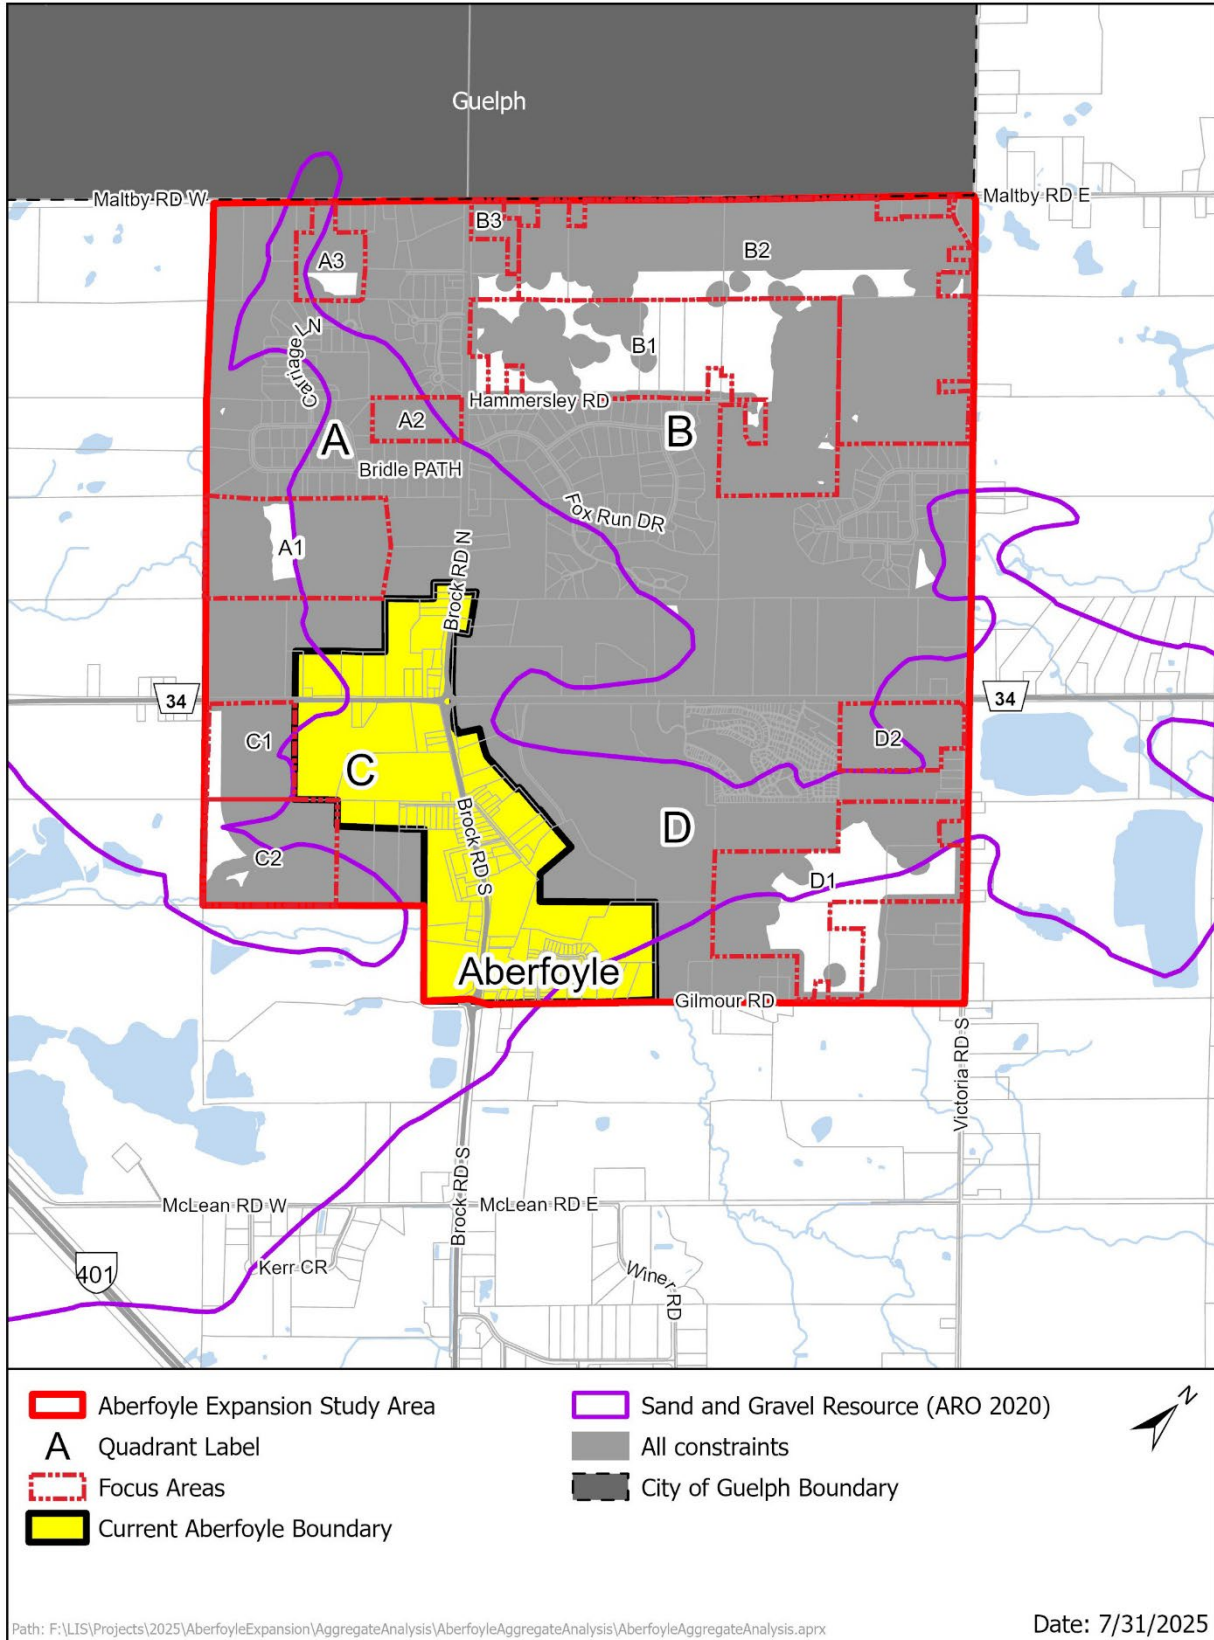 Guelph
Maltby RD W
Maltby RD E
B3
A3
B2
Carriage LN
B1
Hammersley RD
A2
A
B
Bridle PATH
Fox Run DR
A1
Brock RD N
34
34
C1
D2
C
Brock RD S
D
C2
D1
Aberfoyle
Gilmour RD
Victoria RD S
Brock RD S
McLean RD W
McLean RD E
401
Kerr CR
Winer RD
Aberfoyle Expansion Study Area
A Quadrant Label
Focus Areas
Current Aberfoyle Boundary
Sand and Gravel Resource (ARO 2020)
All constraints
City of Guelph Boundary
N
Path: F:\LIS\Projects\2025\AberfoyleExpansion\AggregateAnalysis\AberfoyleAggregateAnalysis\AberfoyleAggregateAnalysis.aprx
Date: 7/31/2025